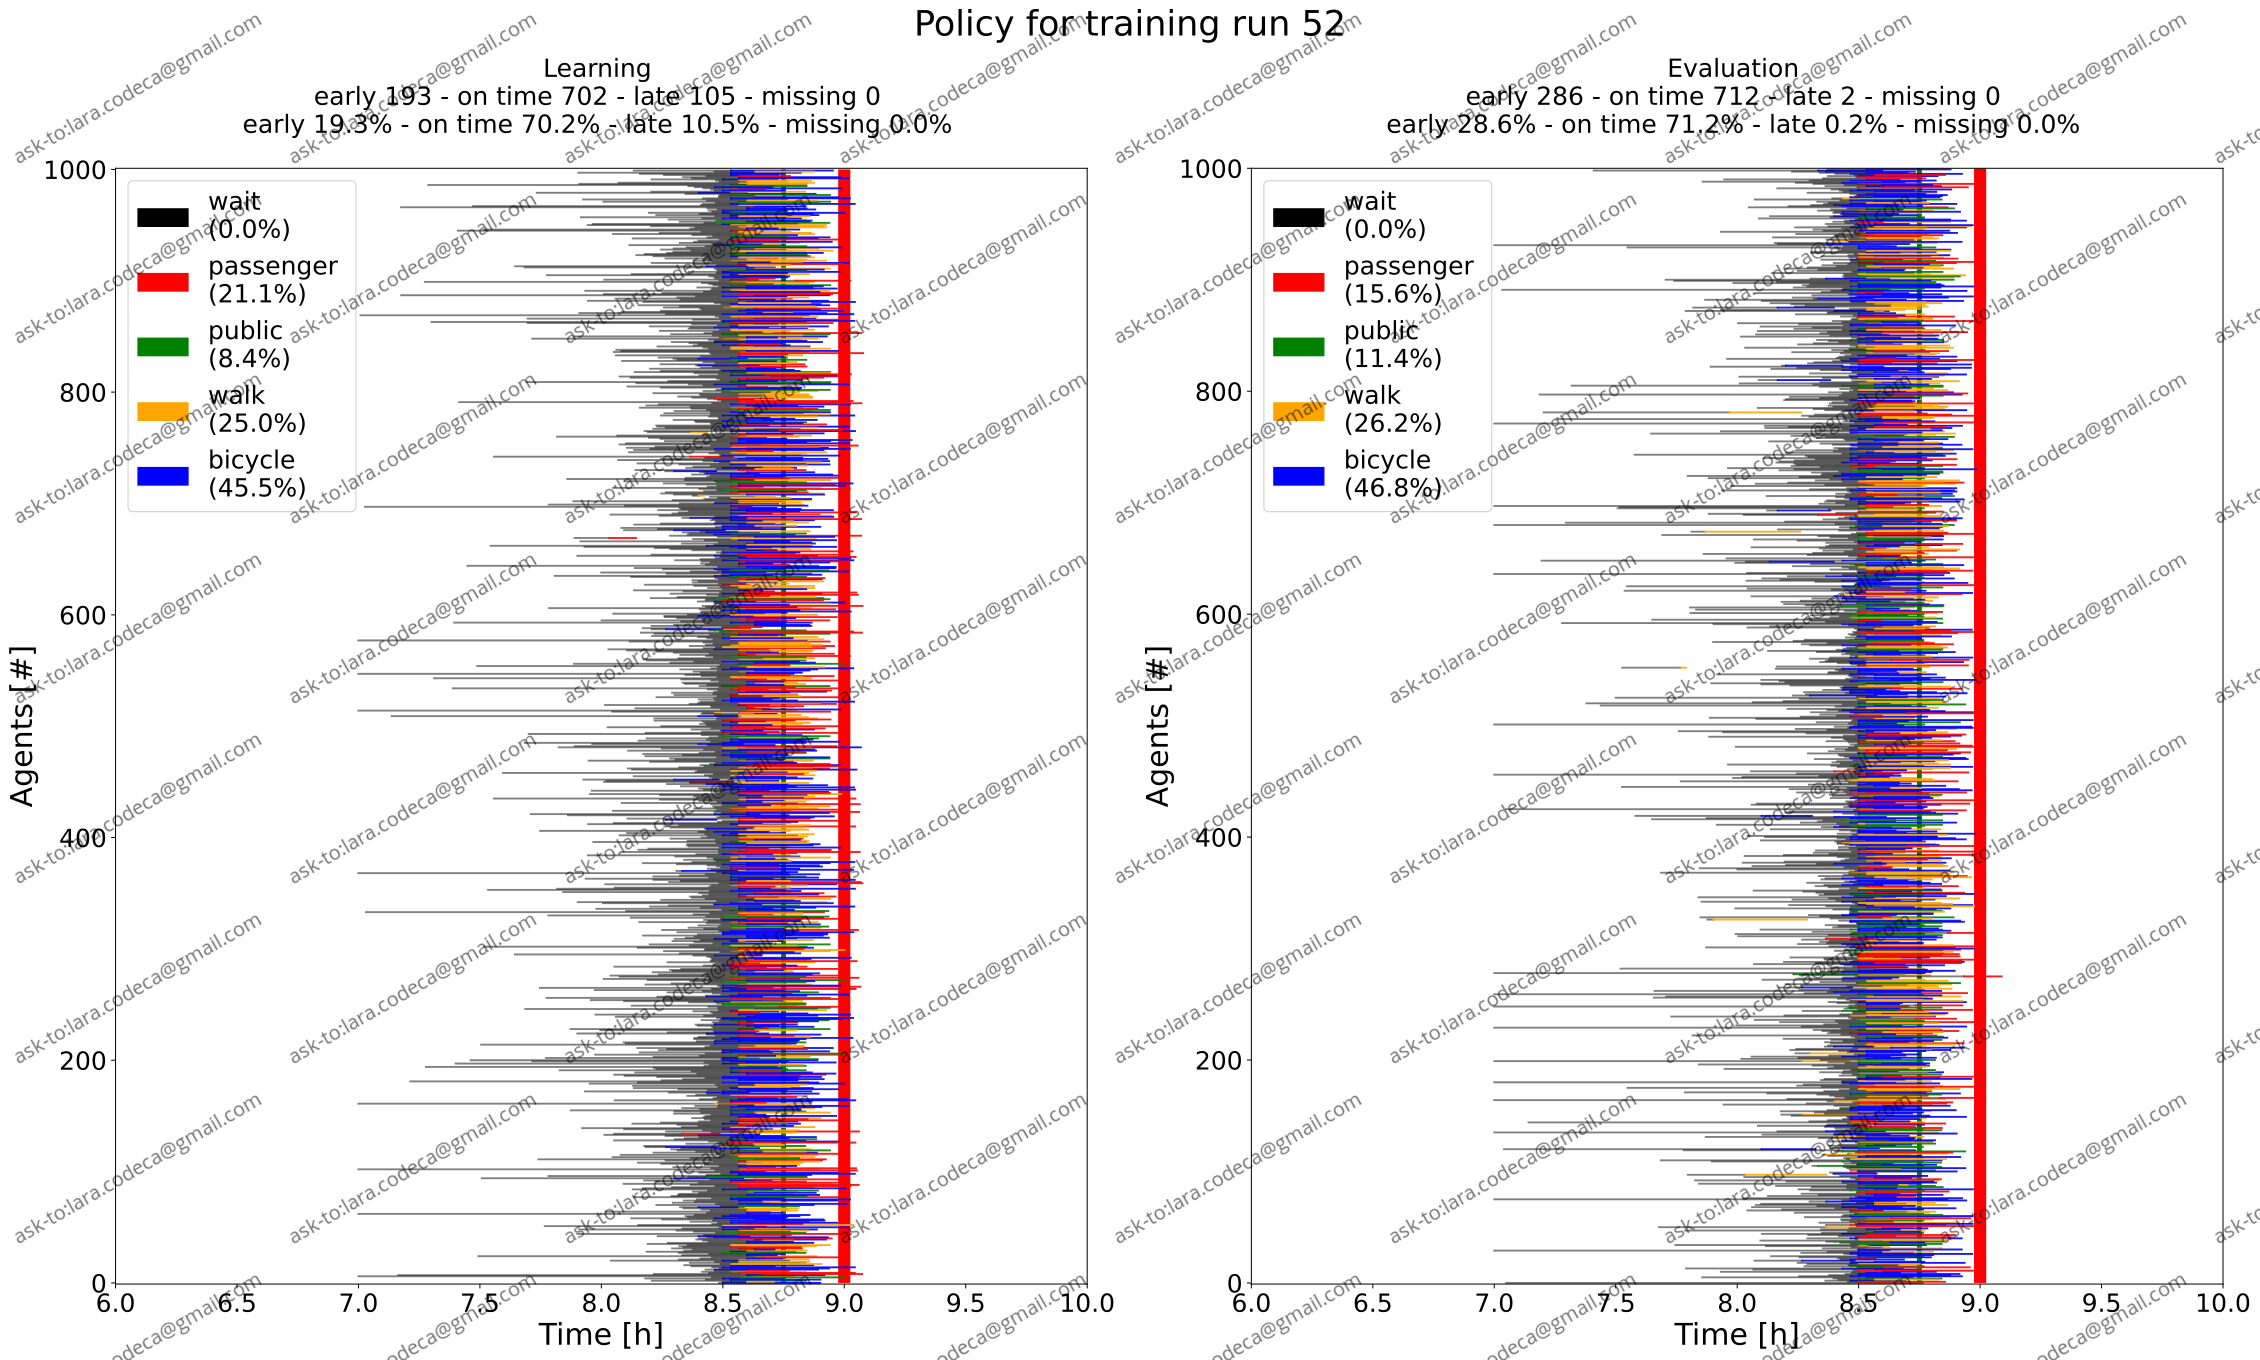 Policy for training run 52
Learning
early 193 - on time 702 - late 105 - missing 0
early 19.3% - on time 70.2% - late 10.5% - missing 0.0%
1000
800
600
400
200
0
Agents [#]
wait
(0.0%)
passenger
(21.1%)
public
(8.4%)
walk
(25.0%)
bicycle
(45.5%)
6.0 6.5 7.0 7.5 8.0 8.5 9.0 9.5 10.0
Time [h]
Evaluation
early 286 - on time 712 - late 2 - missing 0
early 28.6% - on time 71.2% - late 0.2% - missing 0.0%
1000
800
600
400
200
0
Agents [#]
wait
(0.0%)
passenger
(15.6%)
public
(11.4%)
walk
(26.2%)
bicycle
(46.8%)
6.0 6.5 7.0 7.5 8.0 8.5 9.0 9.5 10.0
Time [h]
ask-to:lara.codeca@gmail.com